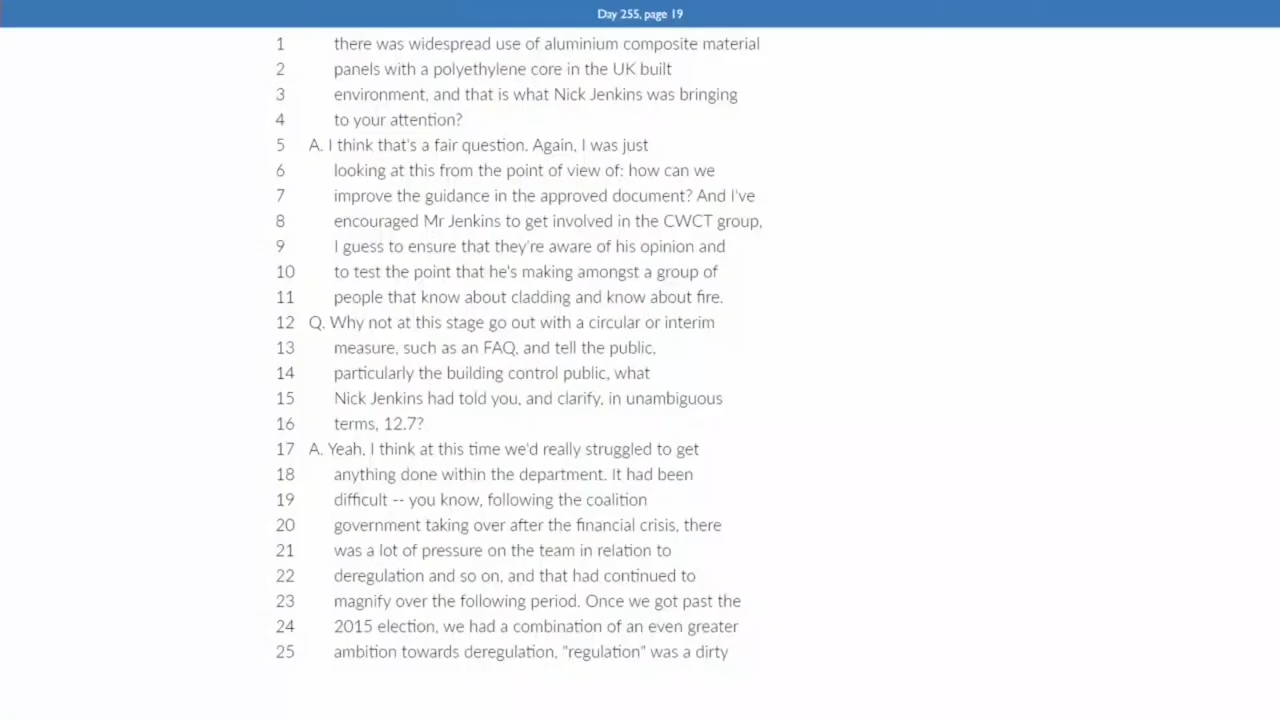 Day 255, page 19
1 there was widespread use of aluminium composite material
2 panels with a polyethylene core in the UK built
3 environment, and that is what Nick Jenkins was bringing
4 to your attention?
5 A. I think that's a fair question. Again, I was just
6 looking at this from the point of view of: how can we
7 improve the guidance in the approved document? And I've
8 encouraged Mr Jenkins to get involved in the CWCT group,
9 I guess to ensure that they're aware of his opinion and
10 to test the point that he's making amongst a group of
11 people that know about cladding and know about fire.
12 Q. Why not at this stage go out with a circular or interim
13 measure, such as an FAQ, and tell the public,
14 particularly the building control public, what
15 Nick Jenkins had told you, and clarify, in unambiguous
16 terms, 12.7?
17 A. Yeah, I think at this time we'd really struggled to get
18 anything done within the department. It had been
19 difficult -- you know, following the coalition
20 government taking over after the financial crisis, there
21 was a lot of pressure on the team in relation to
22 deregulation and so on, and that had continued to
23 magnify over the following period. Once we got past the
24 2015 election, we had a combination of an even greater
25 ambition towards deregulation, "regulation" was a dirty